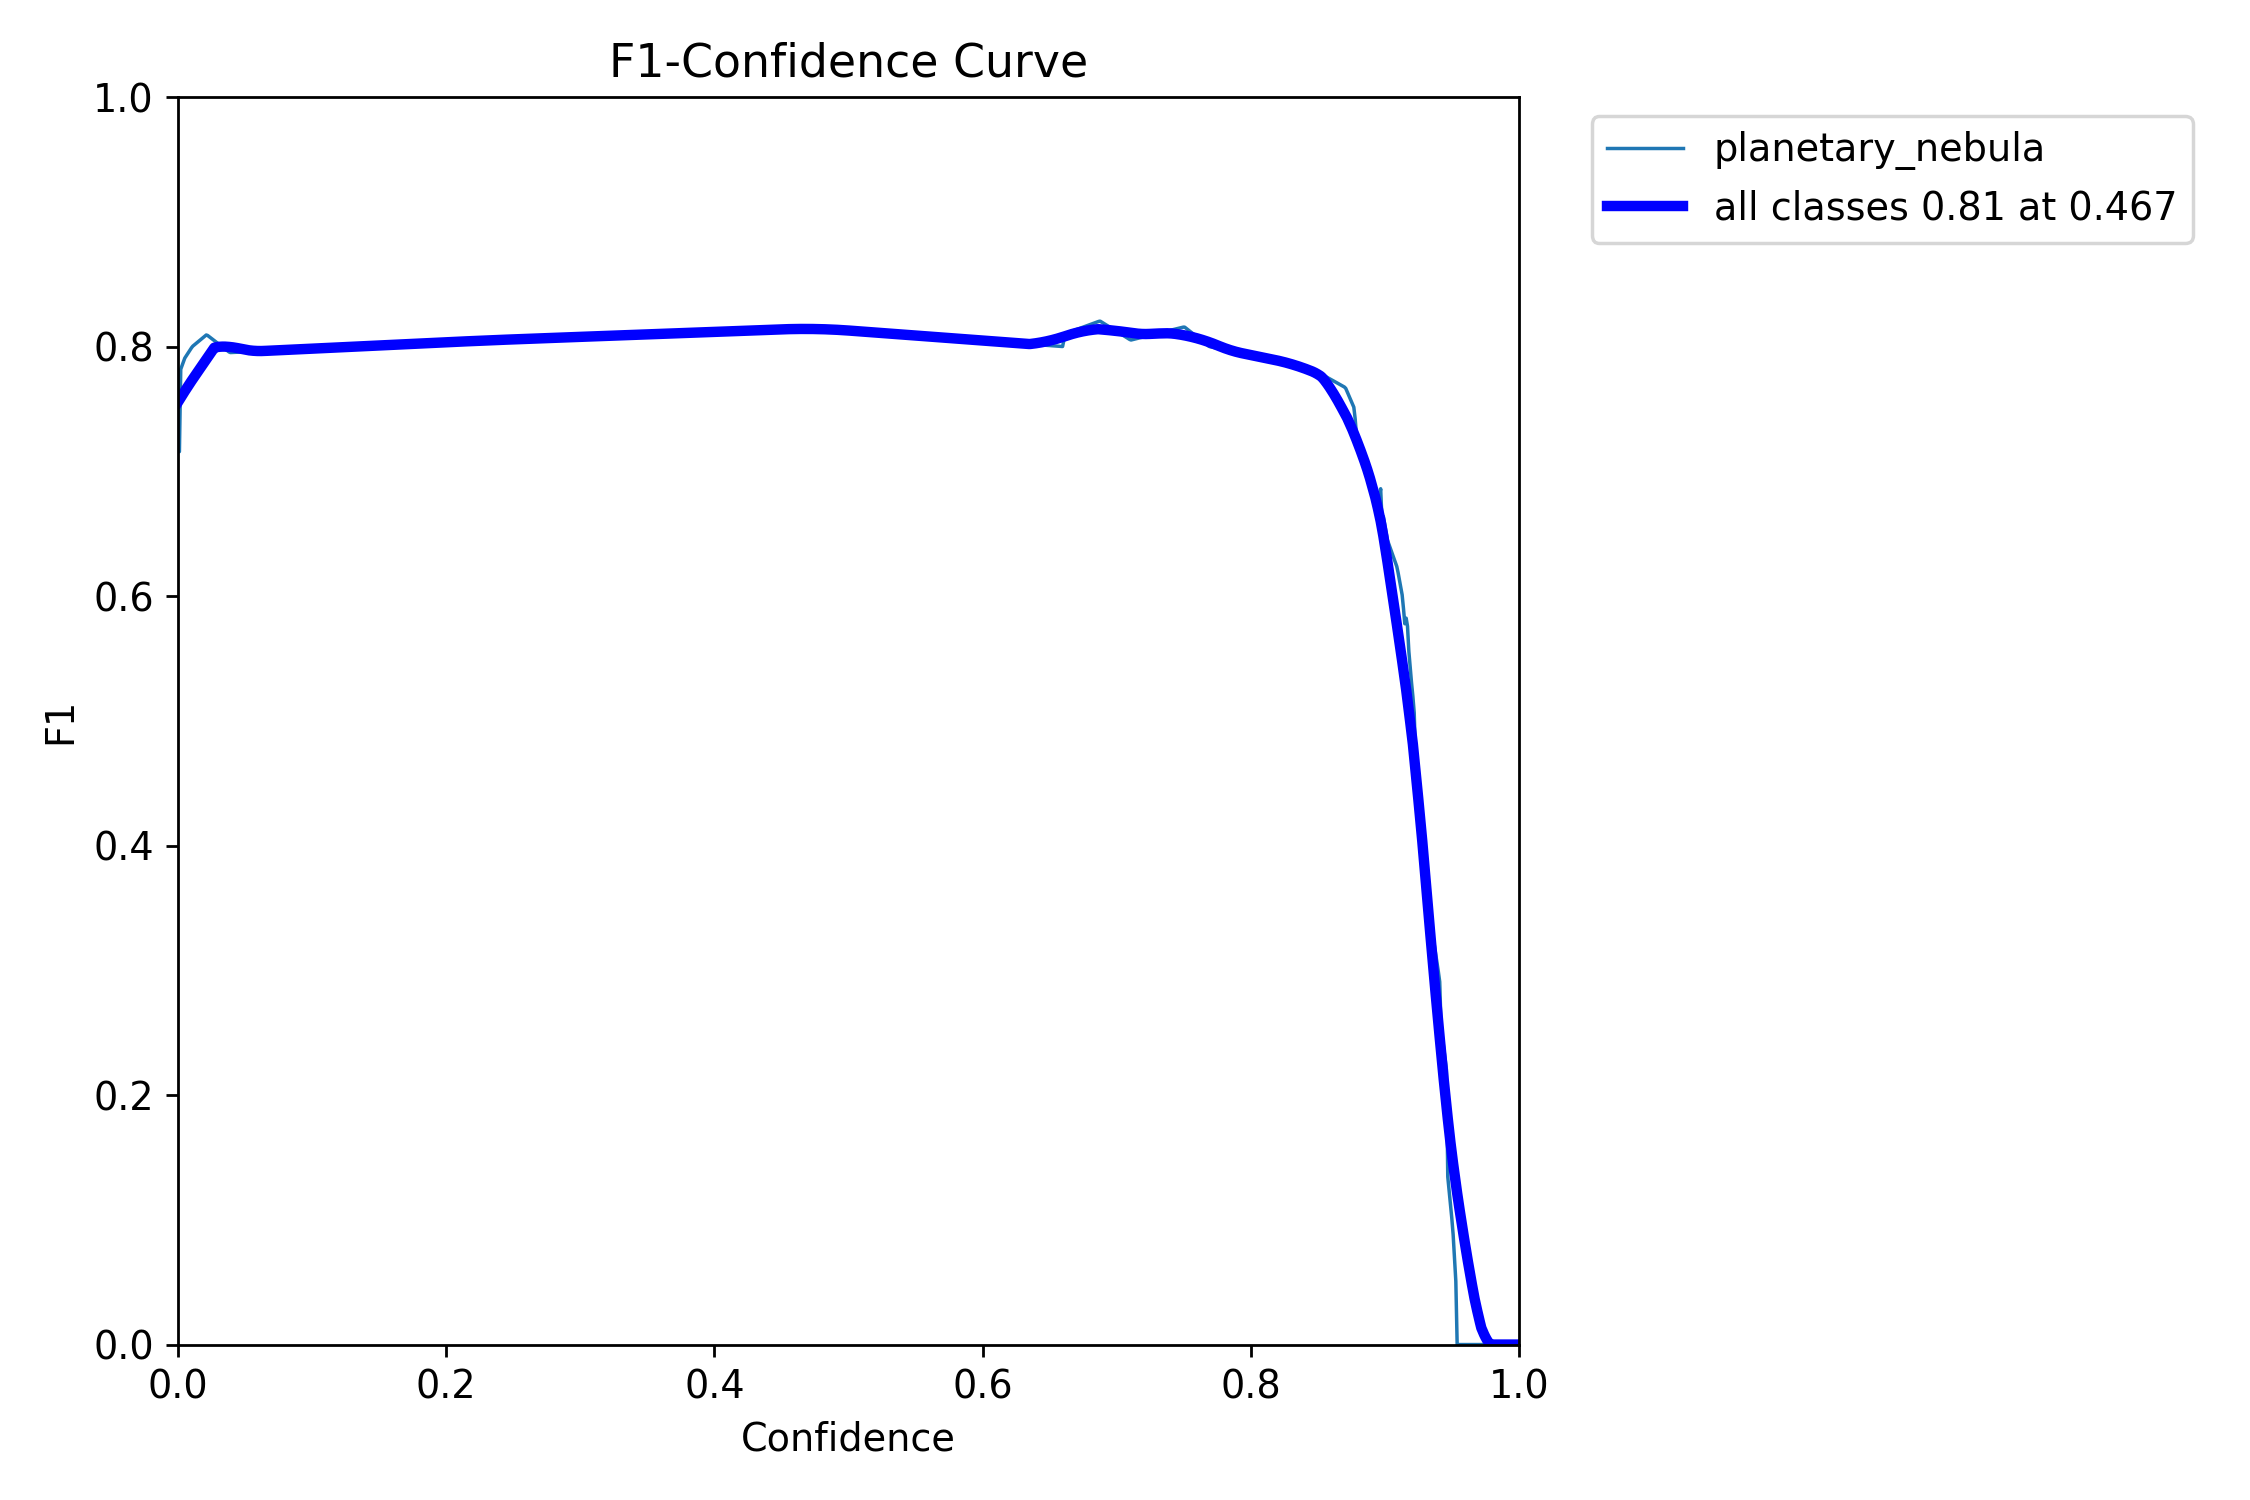 F1-Confidence Curve
1.0
0.8
0.6
0.4
0.2
0.0
F1
0.0 0.2 0.4 0.6 0.8 1.0
Confidence
planetary_nebula
all classes 0.81 at 0.467